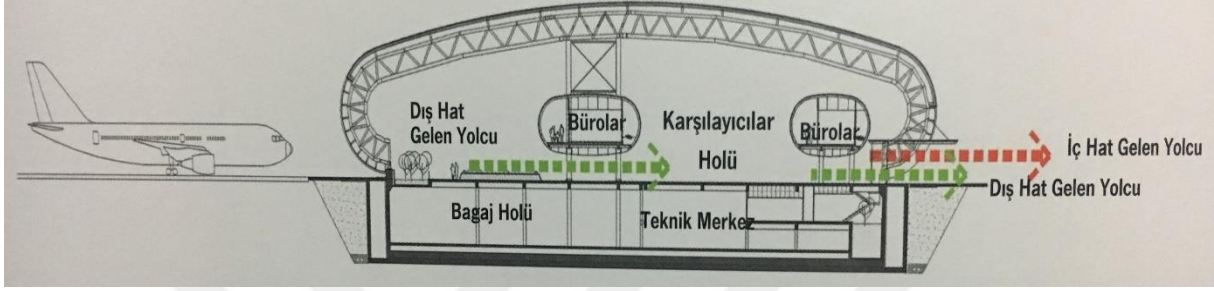 Dış Hat
Gelen Yolcu
Bürolar
Karşılayıcılar
Holü
Bürolar
İç Hat Gelen Yolcu
Dış Hat Gelen Yolcu
Bagaj Holü
Teknik Merkez